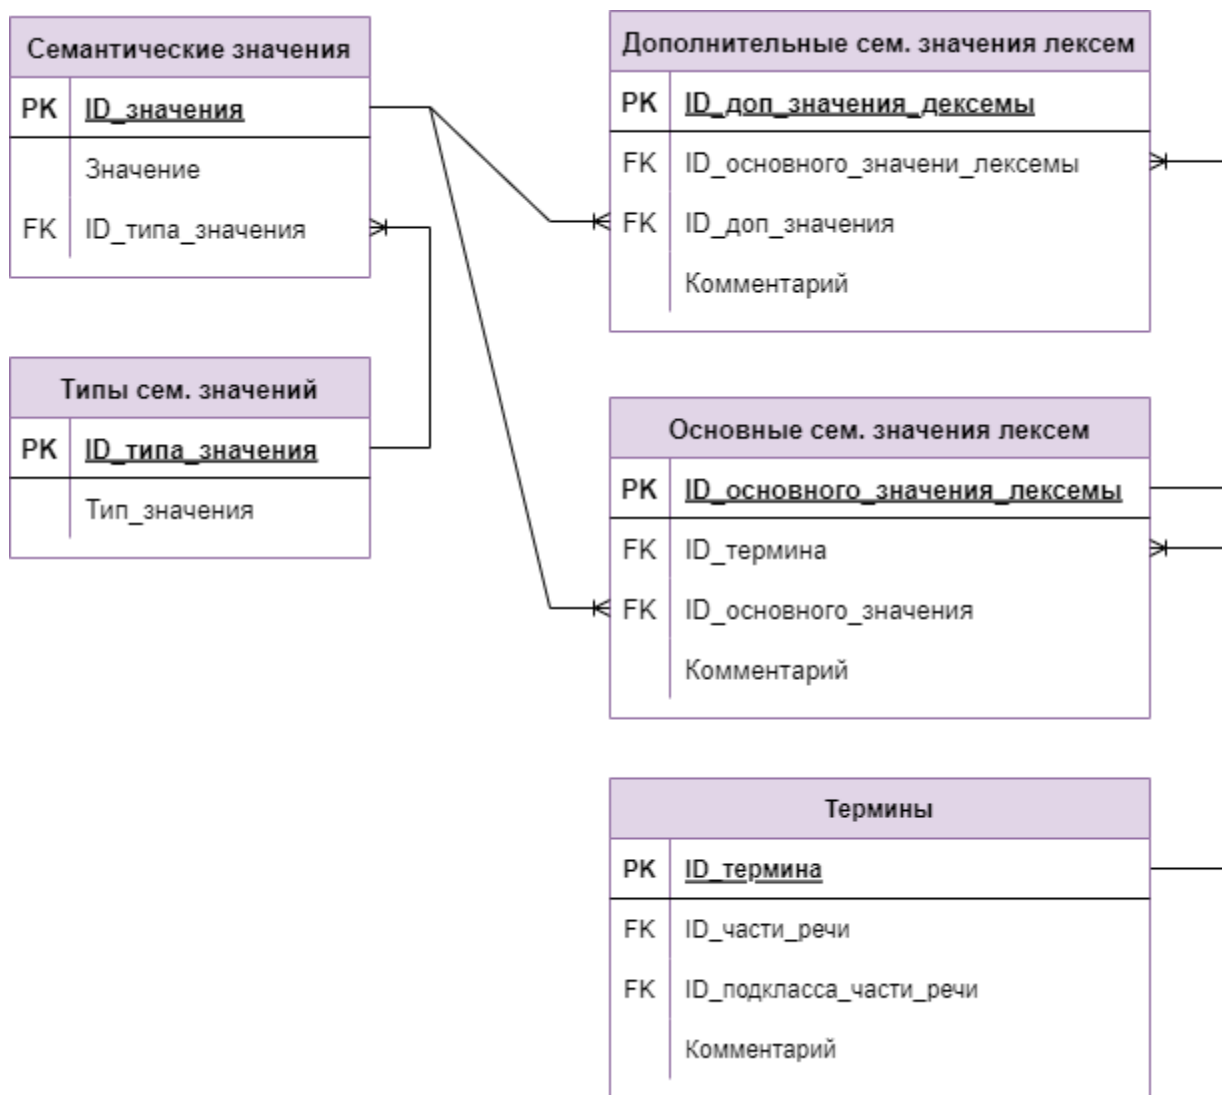 Семантические значения
PK ID_значения
Значение
FK ID_типа_значения
Типы сем. значений
PK ID_типа_значения
Тип_значения
Дополнительные сем. значения лексем
PK ID_доп_значения_дексемы
FK ID_основного_значени_лексемы
FK ID_доп_значения
Комментарий
Основные сем. значения лексем
PK ID_основного_значения_лексемы
FK ID_термина
FK ID_основного_значения
Комментарий
Термины
PK ID_термина
FK ID_части_речи
FK ID_подкласса_части_речи
Комментарий